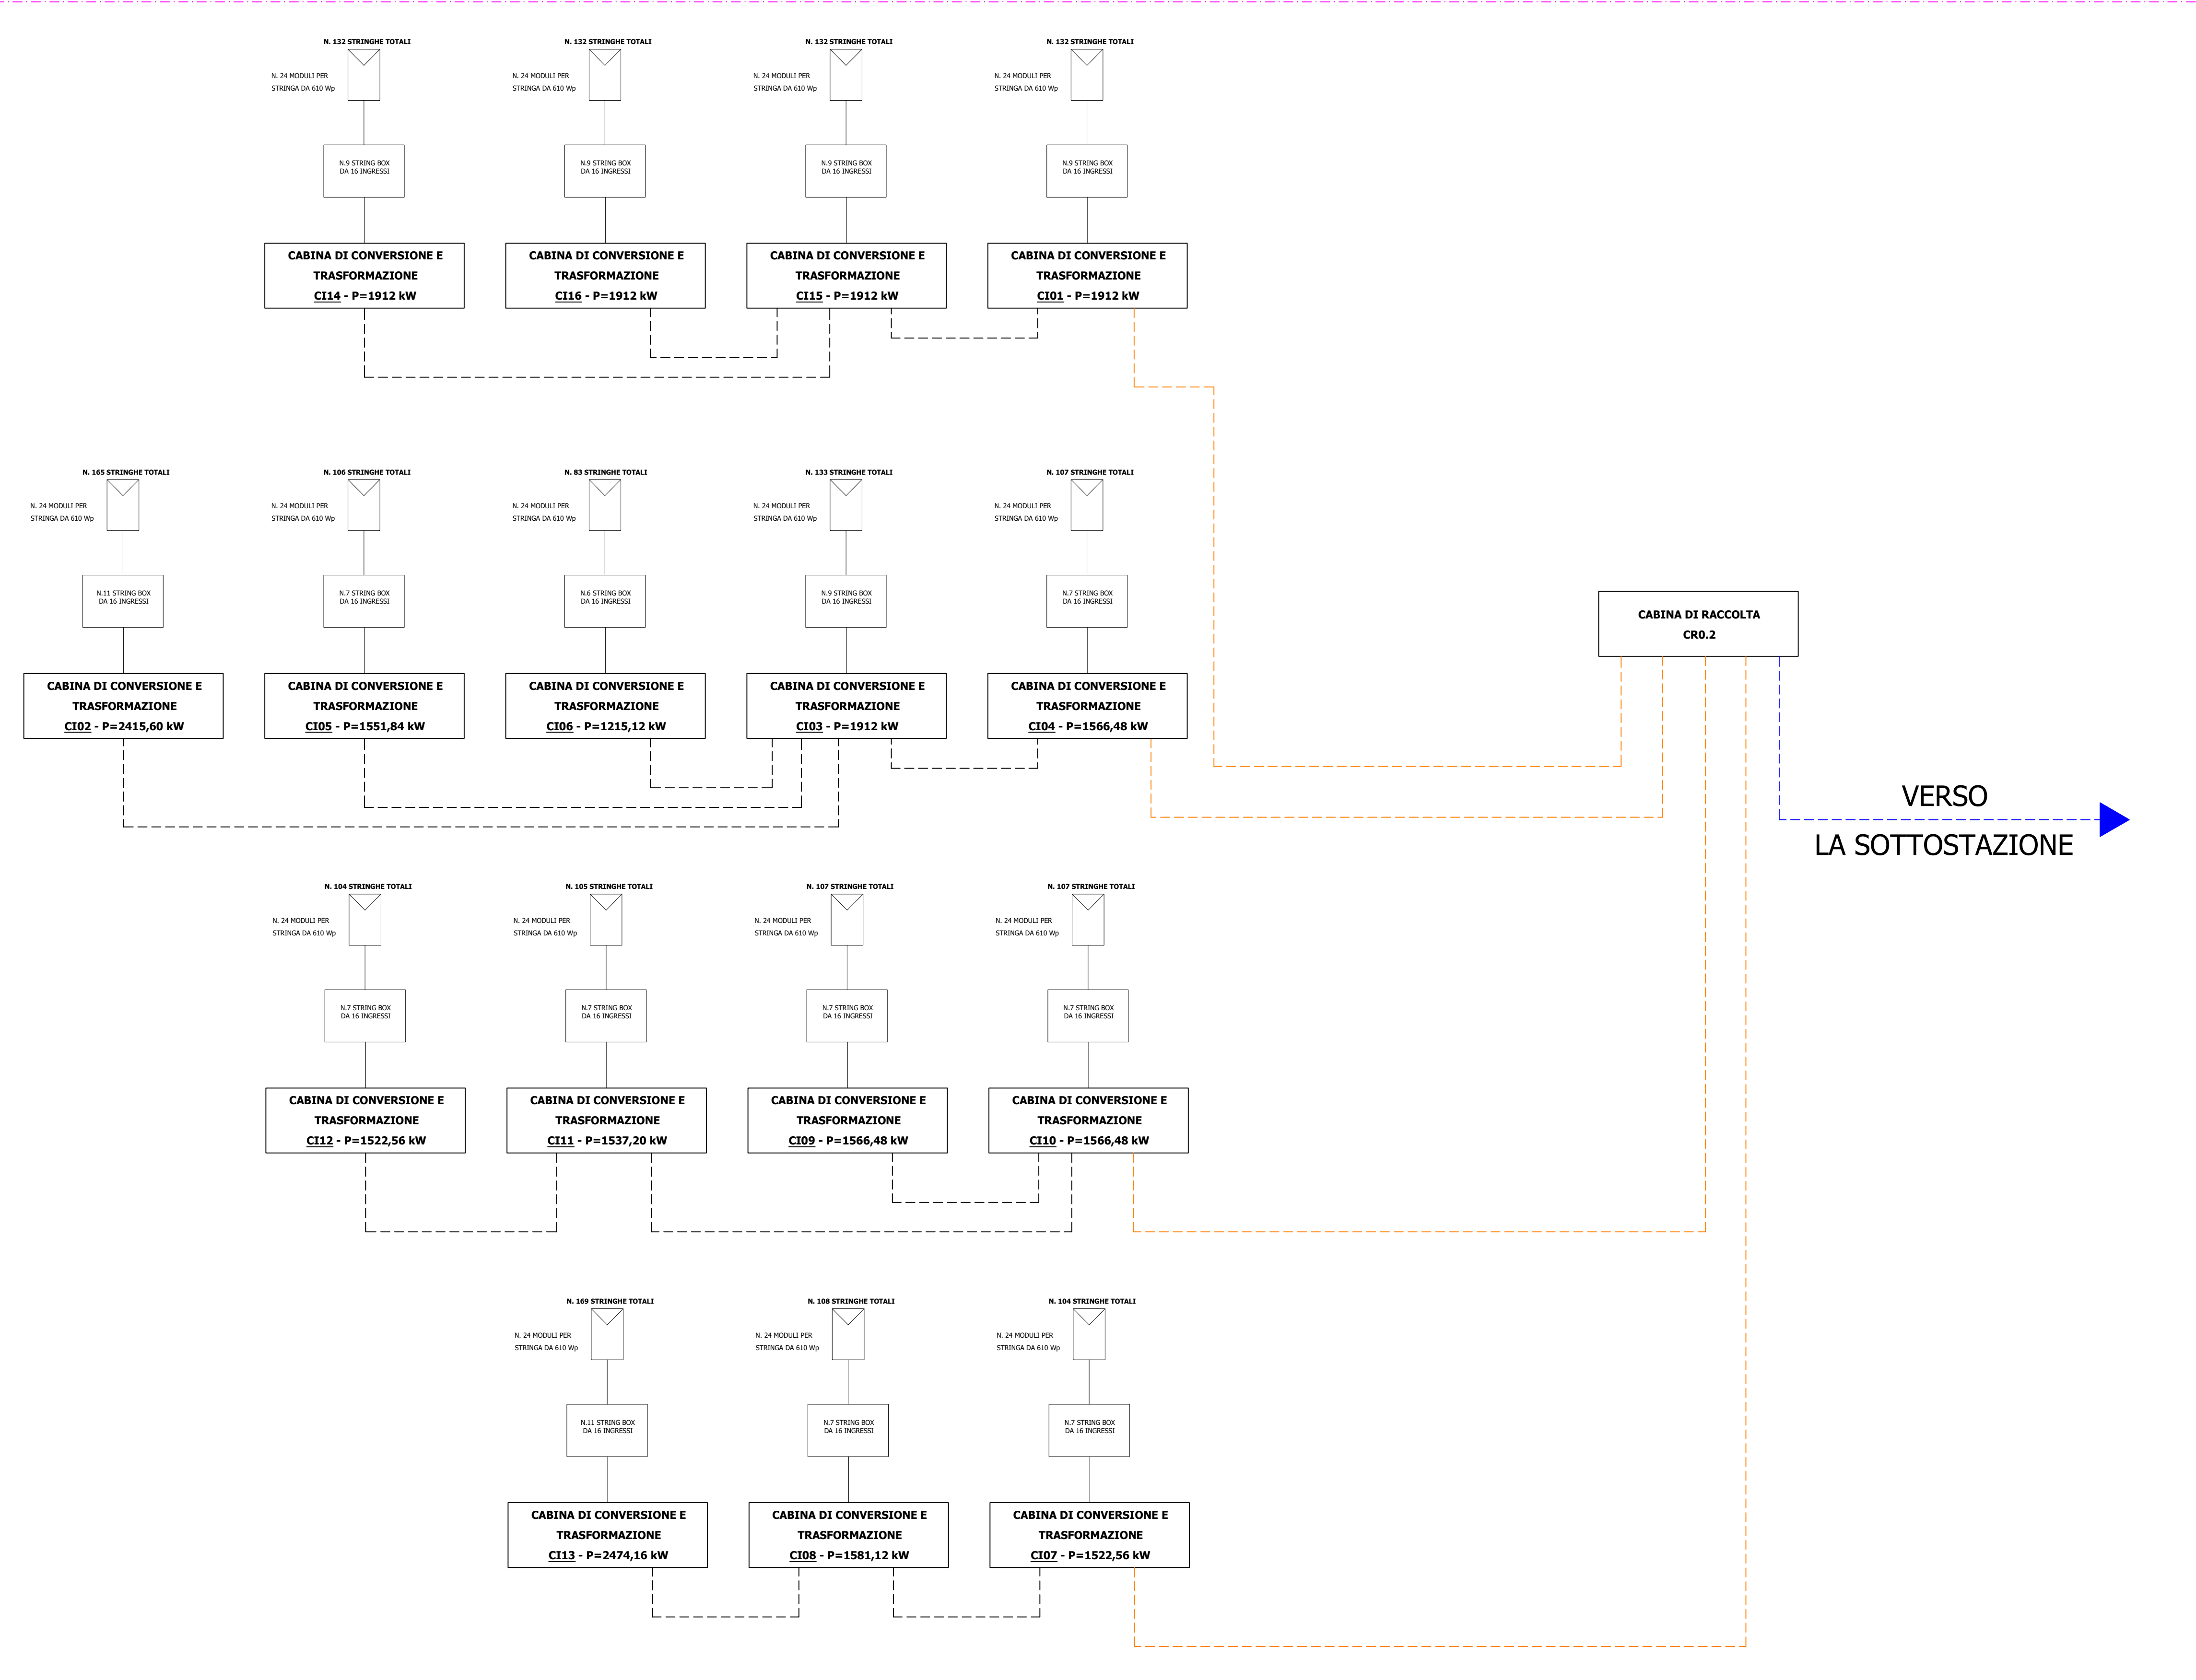 N. 132 STRINGHE TOTALI
N. 24 MODULI PER
STRINGA DA 610 Wp
N.9 STRING BOX
DA 16 INGRESSI
CABINA DI CONVERSIONE E
TRASFORMAZIONE
CI14 - P=1912 kW
N. 132 STRINGHE TOTALI
N. 24 MODULI PER
STRINGA DA 610 Wp
N.9 STRING BOX
DA 16 INGRESSI
CABINA DI CONVERSIONE E
TRASFORMAZIONE
CI16 - P=1912 kW
N. 132 STRINGHE TOTALI
N. 24 MODULI PER
STRINGA DA 610 Wp
N.9 STRING BOX
DA 16 INGRESSI
CABINA DI CONVERSIONE E
TRASFORMAZIONE
CI15 - P=1912 kW
N. 132 STRINGHE TOTALI
N. 24 MODULI PER
STRINGA DA 610 Wp
N.9 STRING BOX
DA 16 INGRESSI
CABINA DI CONVERSIONE E
TRASFORMAZIONE
CI01 - P=1912 kW
N. 165 STRINGHE TOTALI
N. 24 MODULI PER
STRINGA DA 610 Wp
N.11 STRING BOX
DA 16 INGRESSI
CABINA DI CONVERSIONE E
TRASFORMAZIONE
CI02 - P=2415,60 kW
N. 106 STRINGHE TOTALI
N. 24 MODULI PER
STRINGA DA 610 Wp
N.7 STRING BOX
DA 16 INGRESSI
CABINA DI CONVERSIONE E
TRASFORMAZIONE
CI05 - P=1551,84 kW
N. 83 STRINGHE TOTALI
N. 24 MODULI PER
STRINGA DA 610 Wp
N.6 STRING BOX
DA 16 INGRESSI
CABINA DI CONVERSIONE E
TRASFORMAZIONE
CI06 - P=1215,12 kW
N. 133 STRINGHE TOTALI
N. 24 MODULI PER
STRINGA DA 610 Wp
N.9 STRING BOX
DA 16 INGRESSI
CABINA DI CONVERSIONE E
TRASFORMAZIONE
CI03 - P=1912 kW
N. 107 STRINGHE TOTALI
N. 24 MODULI PER
STRINGA DA 610 Wp
N.7 STRING BOX
DA 16 INGRESSI
CABINA DI CONVERSIONE E
TRASFORMAZIONE
CI04 - P=1566,48 kW
CABINA DI RACCOLTA
CR0.2
VERSO
LA SOTTOSTAZIONE
N. 104 STRINGHE TOTALI
N. 24 MODULI PER
STRINGA DA 610 Wp
N.7 STRING BOX
DA 16 INGRESSI
CABINA DI CONVERSIONE E
TRASFORMAZIONE
CI12 - P=1522,56 kW
N. 105 STRINGHE TOTALI
N. 24 MODULI PER
STRINGA DA 610 Wp
N.7 STRING BOX
DA 16 INGRESSI
CABINA DI CONVERSIONE E
TRASFORMAZIONE
CI11 - P=1537,20 kW
N. 107 STRINGHE TOTALI
N. 24 MODULI PER
STRINGA DA 610 Wp
N.7 STRING BOX
DA 16 INGRESSI
CABINA DI CONVERSIONE E
TRASFORMAZIONE
CI09 - P=1566,48 kW
N. 107 STRINGHE TOTALI
N. 24 MODULI PER
STRINGA DA 610 Wp
N.7 STRING BOX
DA 16 INGRESSI
CABINA DI CONVERSIONE E
TRASFORMAZIONE
CI10 - P=1566,48 kW
N. 169 STRINGHE TOTALI
N. 24 MODULI PER
STRINGA DA 610 Wp
N.11 STRING BOX
DA 16 INGRESSI
CABINA DI CONVERSIONE E
TRASFORMAZIONE
CI13 - P=2474,16 kW
N. 108 STRINGHE TOTALI
N. 24 MODULI PER
STRINGA DA 610 Wp
N.7 STRING BOX
DA 16 INGRESSI
CABINA DI CONVERSIONE E
TRASFORMAZIONE
CI08 - P=1581,12 kW
N. 104 STRINGHE TOTALI
N. 24 MODULI PER
STRINGA DA 610 Wp
N.7 STRING BOX
DA 16 INGRESSI
CABINA DI CONVERSIONE E
TRASFORMAZIONE
CI07 - P=1522,56 kW